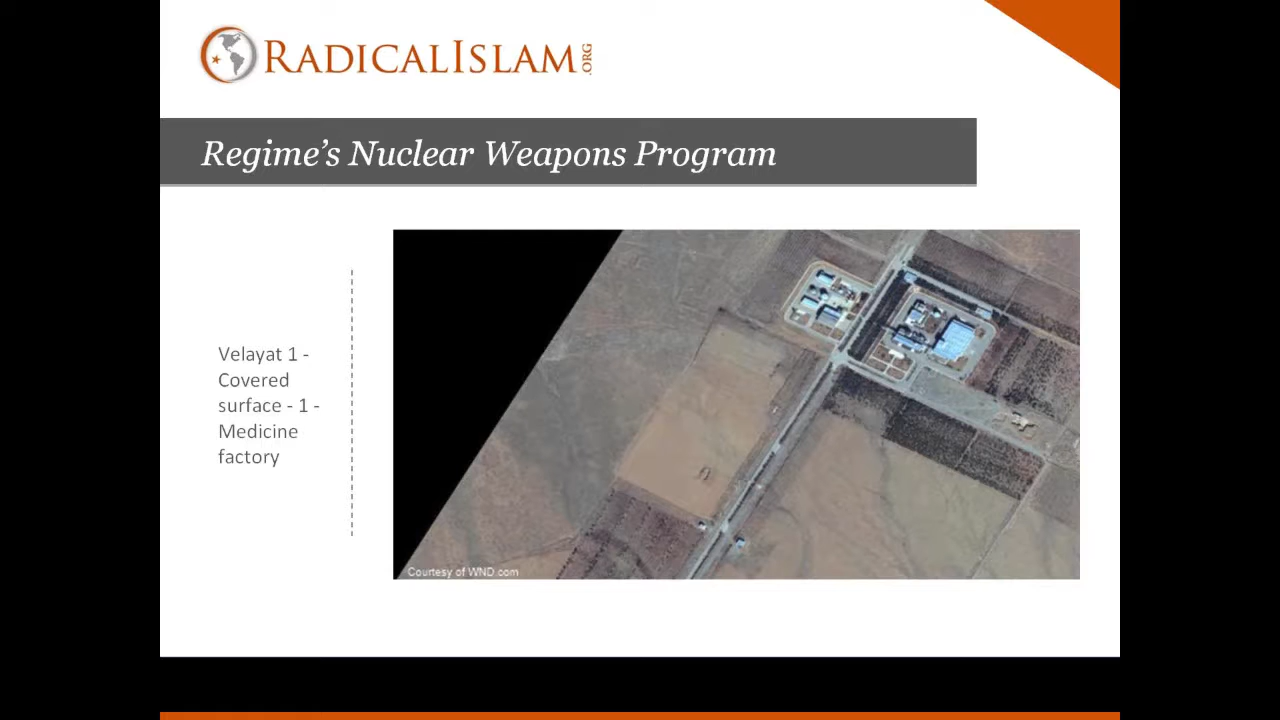 RADICALISLAM.ORG
Regime's Nuclear Weapons Program
Velayat 1 -
Covered
surface - 1 -
Medicine
factory
Courtesy of WND.com